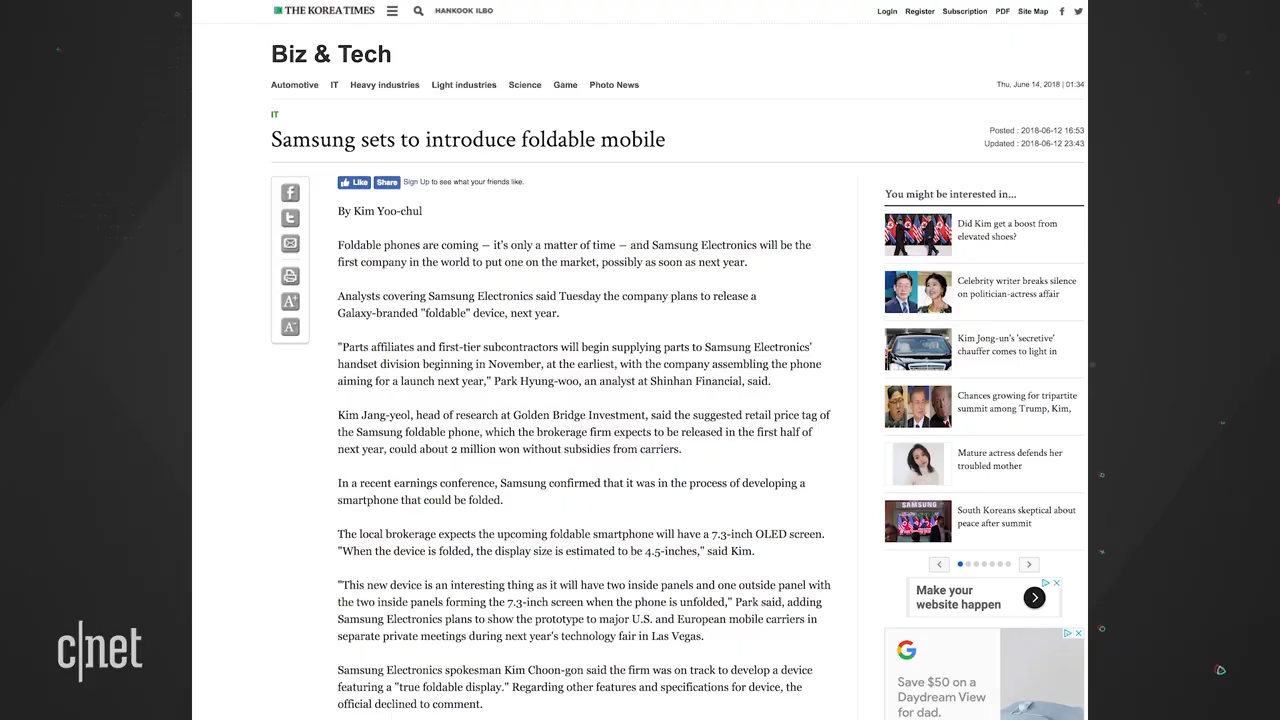 THE KOREA TIMES
HANKOOK ILBO
Login Register Subscription PDF Site Map
Biz & Tech
Automotive IT Heavy industries Light industries Science Game Photo News
Thu, June 14, 2018 | 01:34
IT
Samsung sets to introduce foldable mobile
Posted : 2018-06-12 16:53
Updated : 2018-06-12 23:43
Like Share Sign Up to see what your friends like.
By Kim Yoo-chul
Foldable phones are coming — it's only a matter of time — and Samsung Electronics will be the
first company in the world to put one on the market, possibly as soon as next year.
Analysts covering Samsung Electronics said Tuesday the company plans to release a
Galaxy-branded "foldable" device, next year.
"Parts affiliates and first-tier subcontractors will begin supplying parts to Samsung Electronics'
handset division beginning in November, at the earliest, with the company assembling the phone
aiming for a launch next year," Park Hyung-woo, an analyst at Shinhan Financial, said.
Kim Jang-yeol, head of research at Golden Bridge Investment, said the suggested retail price tag of
the Samsung foldable phone, which the brokerage firm expects to be released in the first half of
next year, could about 2 million won without subsidies from carriers.
In a recent earnings conference, Samsung confirmed that it was in the process of developing a
smartphone that could be folded.
The local brokerage expects the upcoming foldable smartphone will have a 7.3-inch OLED screen.
"When the device is folded, the display size is estimated to be 4.5-inches," said Kim.
"This new device is an interesting thing as it will have two inside panels and one outside panel with
the two inside panels forming the 7.3-inch screen when the phone is unfolded," Park said, adding
Samsung Electronics plans to show the prototype to major U.S. and European mobile carriers in
separate private meetings during next year's technology fair in Las Vegas.
Samsung Electronics spokesman Kim Choon-gon said the firm was on track to develop a device
featuring a "true foldable display." Regarding other features and specifications for device, the
official declined to comment.
A+
A-
You might be interested in...
Did Kim get a boost from
elevated shoes?
Celebrity writer breaks silence
on politician-actress affair
Kim Jong-un's 'secretive'
chauffer comes to light in
Chances growing for tripartite
summit among Trump, Kim,
Mature actress defends her
troubled mother
SAMSUNG
South Koreans skeptical about
peace after summit
Make your
website happen
Save $50 on a
Daydream View
for dad.
c|net